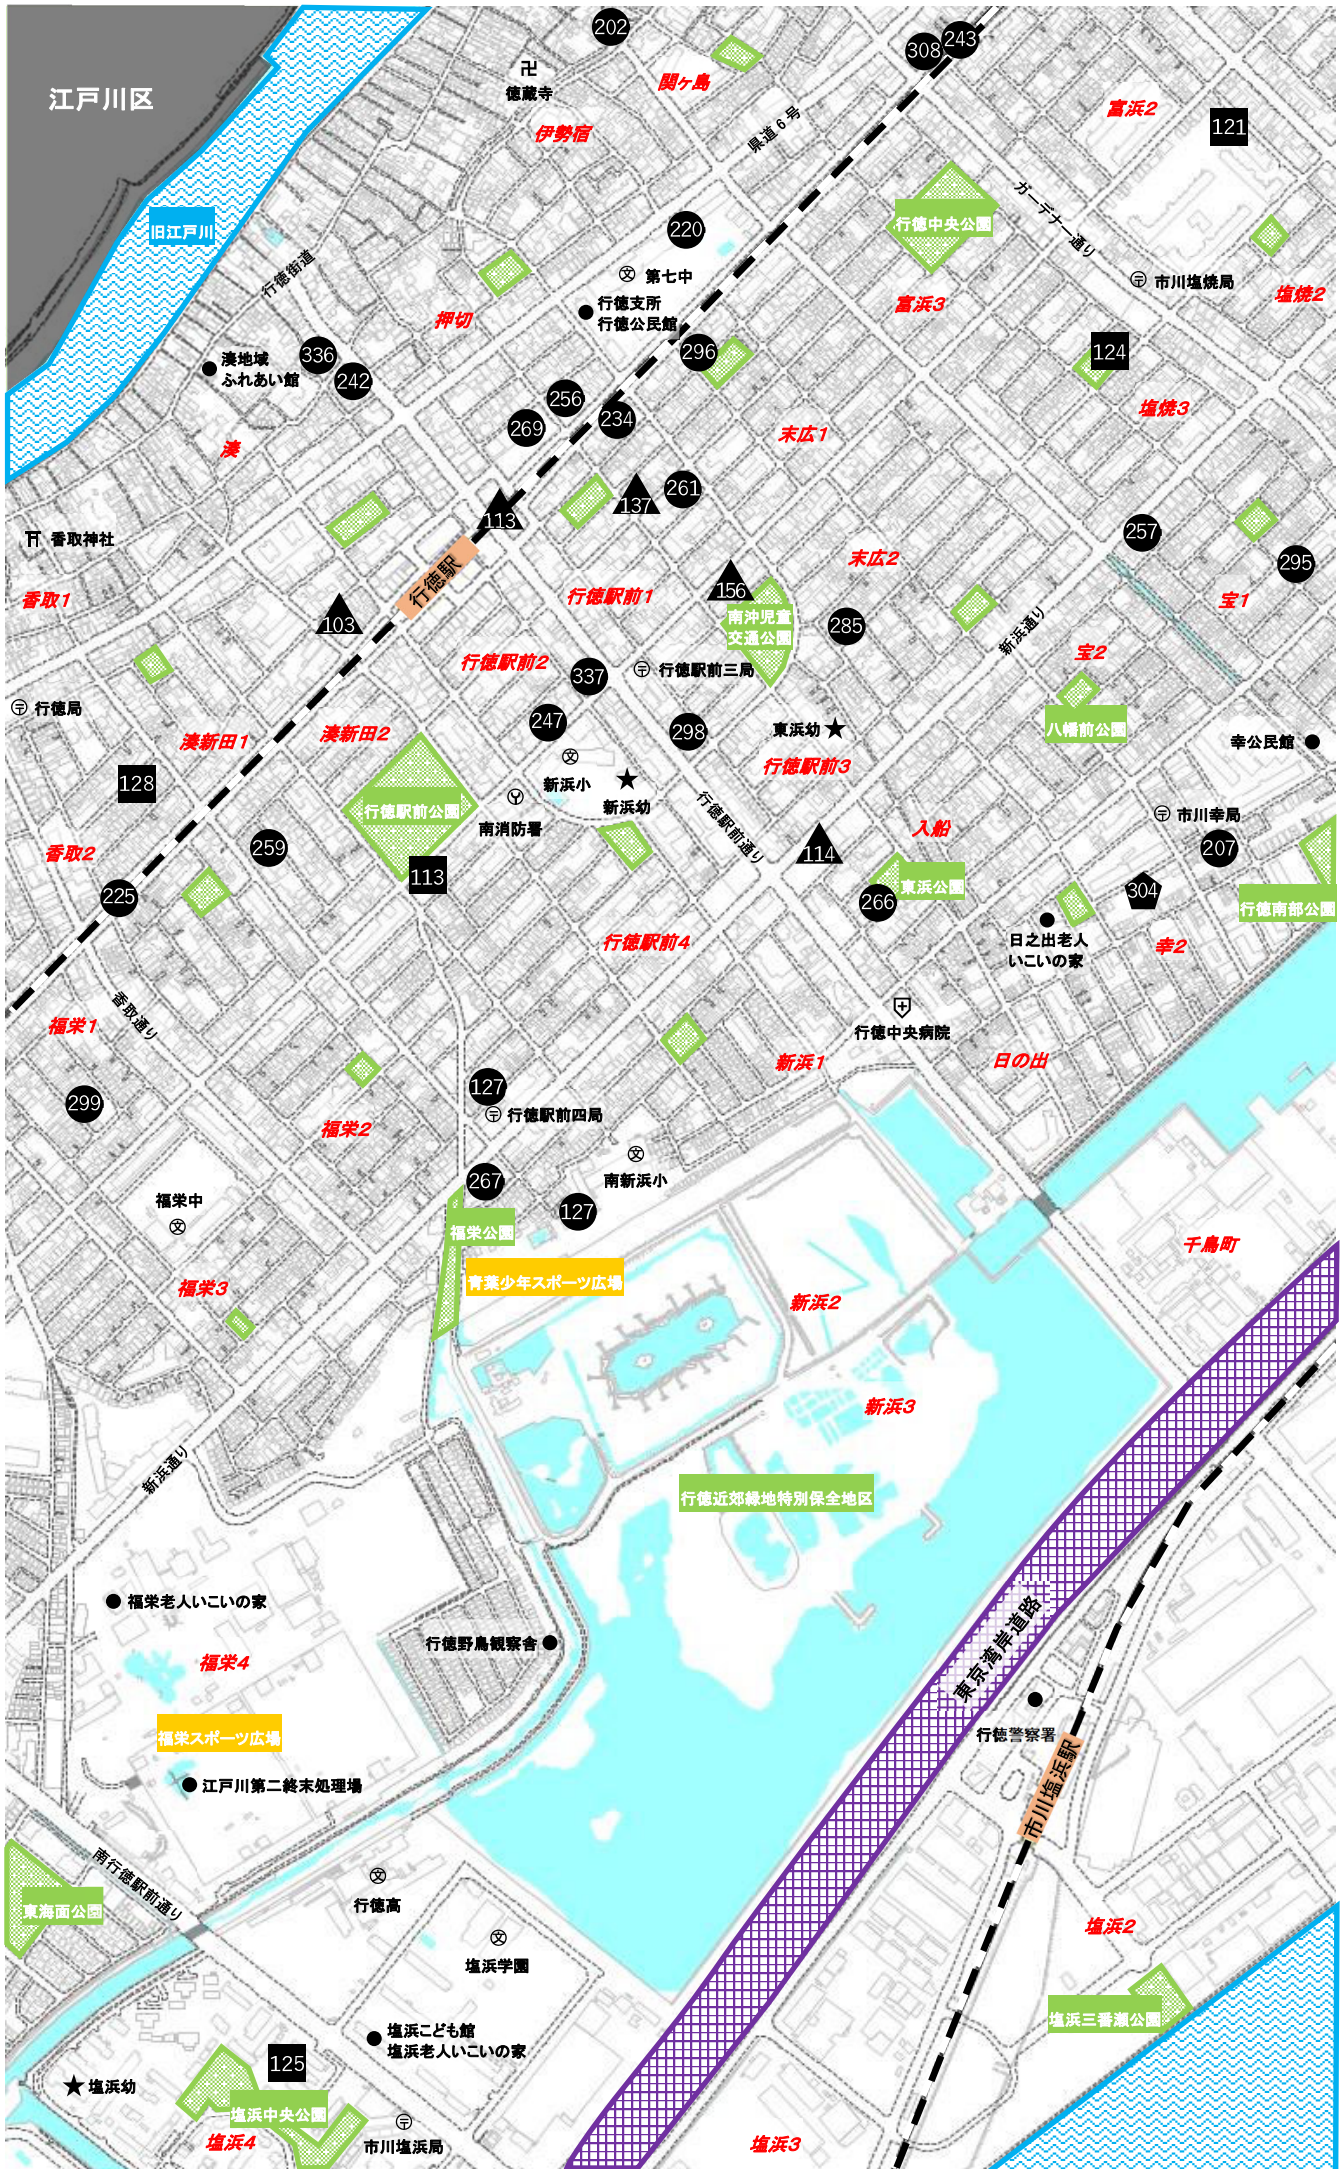 202
308
243
江戸川区
卍
徳蔵寺
関ヶ島
富浜2
121
伊勢宿
県道6号
ガーデナー通り
旧江戸川
220
行徳中央公園
行徳街道
文
第七中
〒
市川塩焼局
塩焼2
行徳支所
行徳公民館
富浜3
押切
336
湊地域
ふれあい館
242
296
124
256
269
234
末広1
塩焼3
湊
137
261
113
257
香取神社
295
行徳駅
末広2
香取1
103
行徳駅前1
156
宝1
南沖児童
交通公園
285
新浜通り
宝2
行徳駅前2
337
〒
行徳駅前三局
〒
行徳局
湊新田1
湊新田2
247
298
東浜幼
八幡前公園
幸公民館
128
文
新浜小
新浜幼
行徳駅前3
行徳駅前公園
南消防署
行徳駅前通り
入船
〒
市川幸局
香取2
259
114
207
113
東浜公園
304
225
266
行徳南部公園
行徳駅前4
日之出老人
いこいの家
幸2
香取通り
福栄1
行徳中央病院
新浜1
日の出
299
127
〒
行徳駅前四局
福栄2
文
南新浜小
267
福栄中
文
127
福栄公園
千鳥町
青葉少年スポーツ広場
福栄3
新浜2
新浜3
新浜通り
行徳近郊緑地特別保全地区
福栄老人いこいの家
東京湾岸道路
行徳野鳥観察舎
福栄4
福栄スポーツ広場
行徳警察署
江戸川第二終末処理場
市川塩浜駅
南行徳駅前通り
文
行徳高
東海面公園
塩浜2
文
塩浜学園
塩浜三番瀬公園
塩浜こども館
塩浜老人いこいの家
125
塩浜幼
塩浜中央公園
〒
市川塩浜局
塩浜4
塩浜3